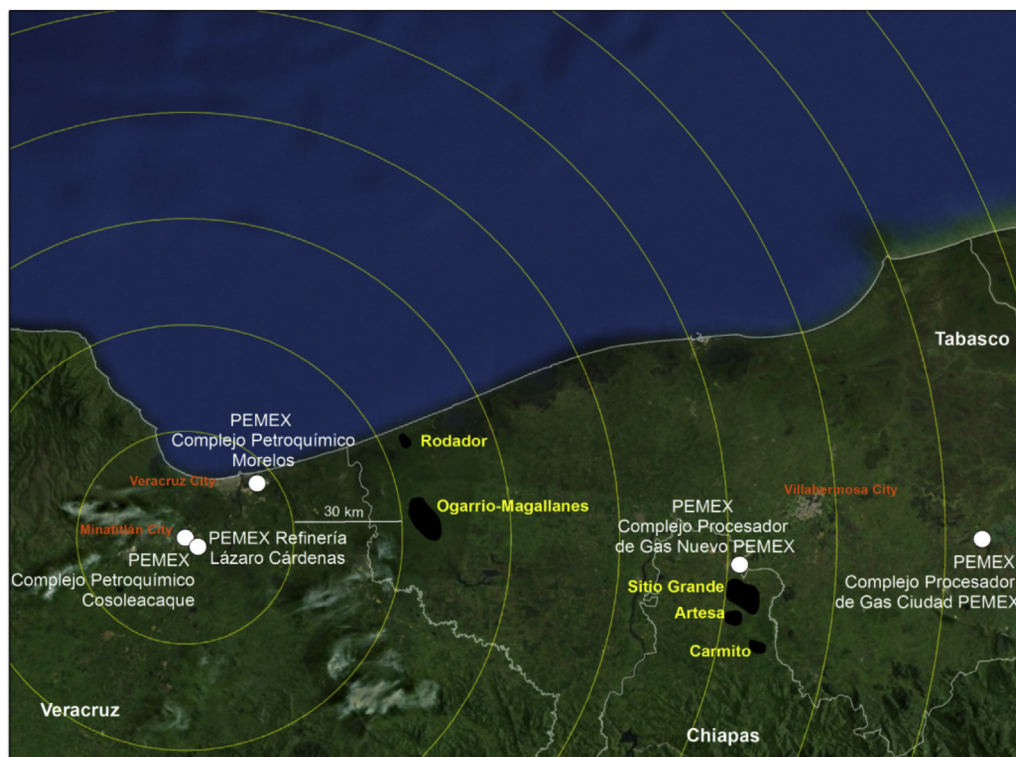 Tabasco
PEMEX
Complejo Petroquímico
Morelos
Rodador
Veracruz City
Villabermosa City
Ogarrio-Magallanes
30 km
PEMEX
Complejo Procesador
de Gas Nuevo PEMEX
Minatitlán City
PEMEX Refinería
Lázaro Cárdenas
PEMEX
Complejo Petroquímico
Cosoleacaque
PEMEX
Complejo Procesador
de Gas Ciudad PEMEX
Sitio Grande
Artesa
Carmito
Veracruz
Chiapas